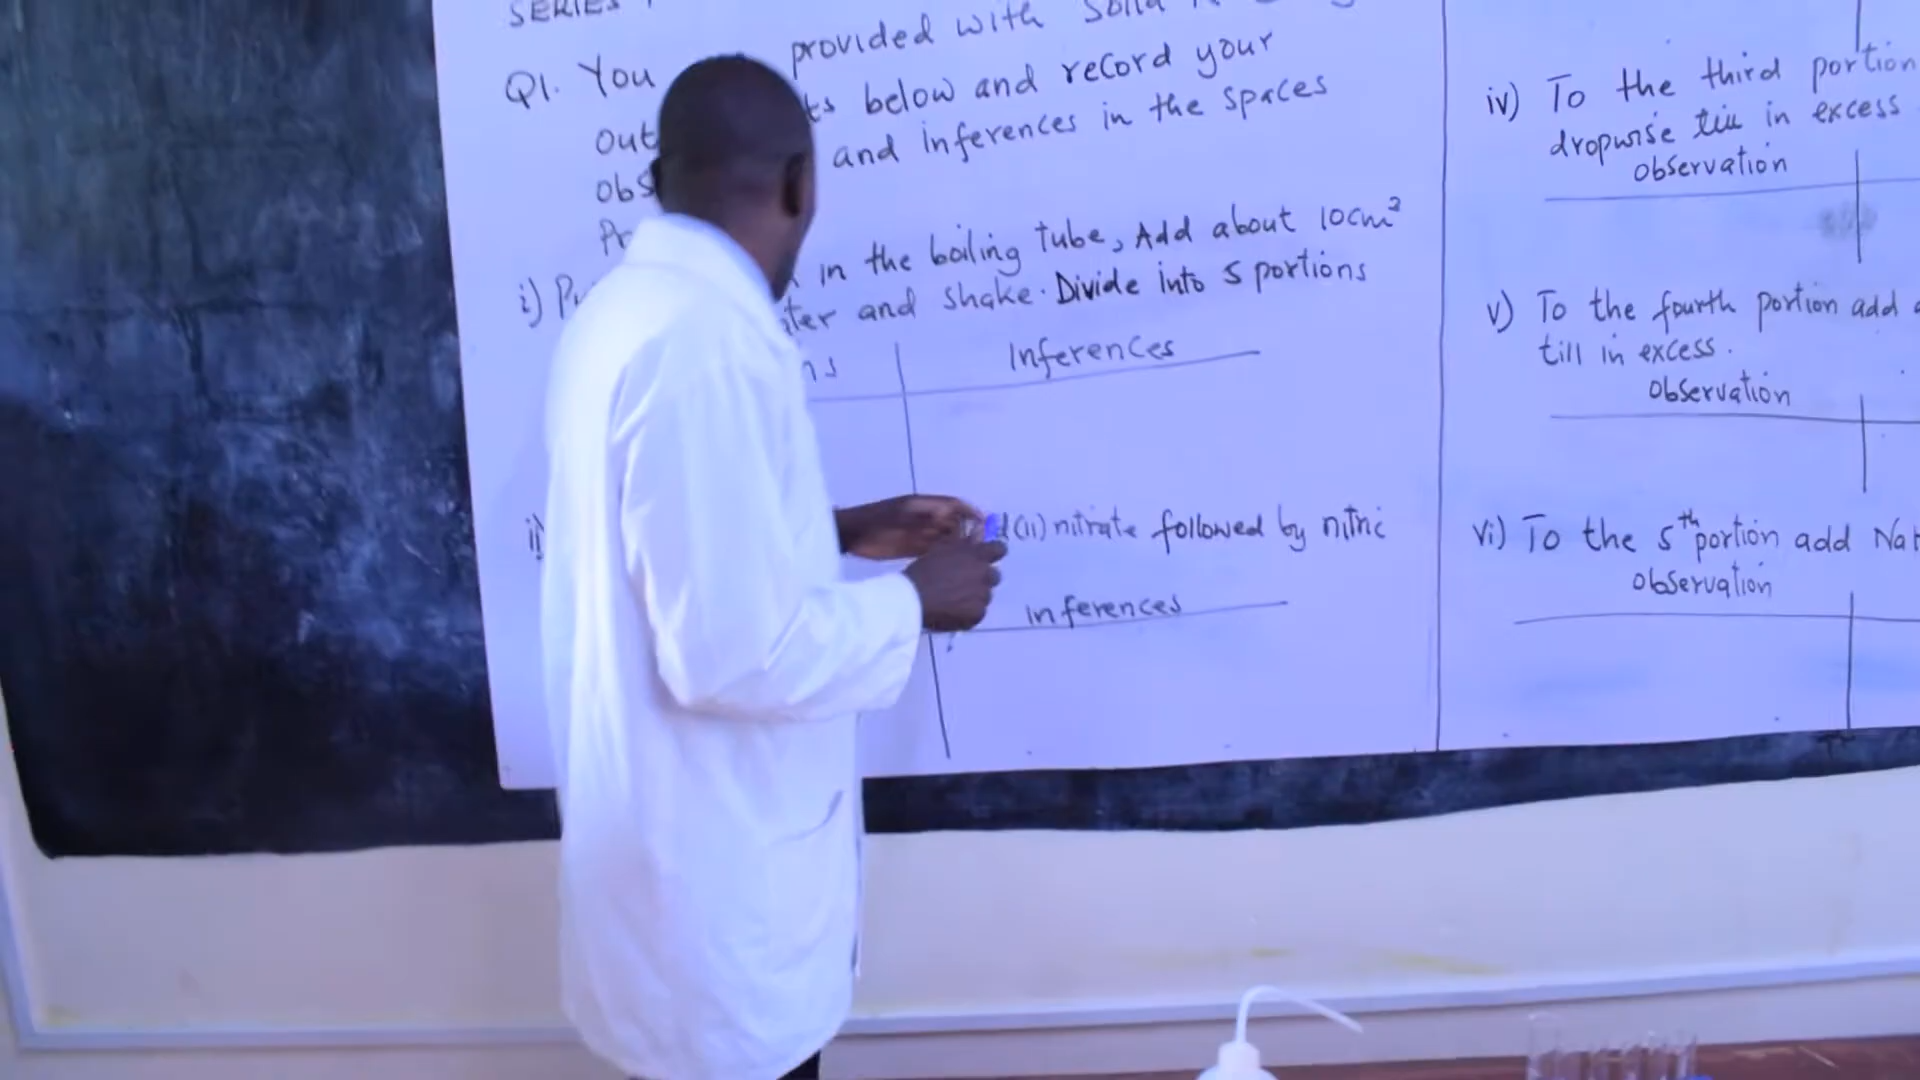 SERIES
Q1. You provided with Solid
out ts below and record your
obs and inferences in the spaces
Pr
i) Pu in the boiling tube, Add about 10cm³
ter and shake. Divide into 5 portions
ns Inferences
ii) d(ii) nitrate followed by nitric
inferences
iv) To the third portion
dropwise till in excess
observation
v) To the fourth portion add
till in excess.
observation
vi) To the 5th portion add Na
observation